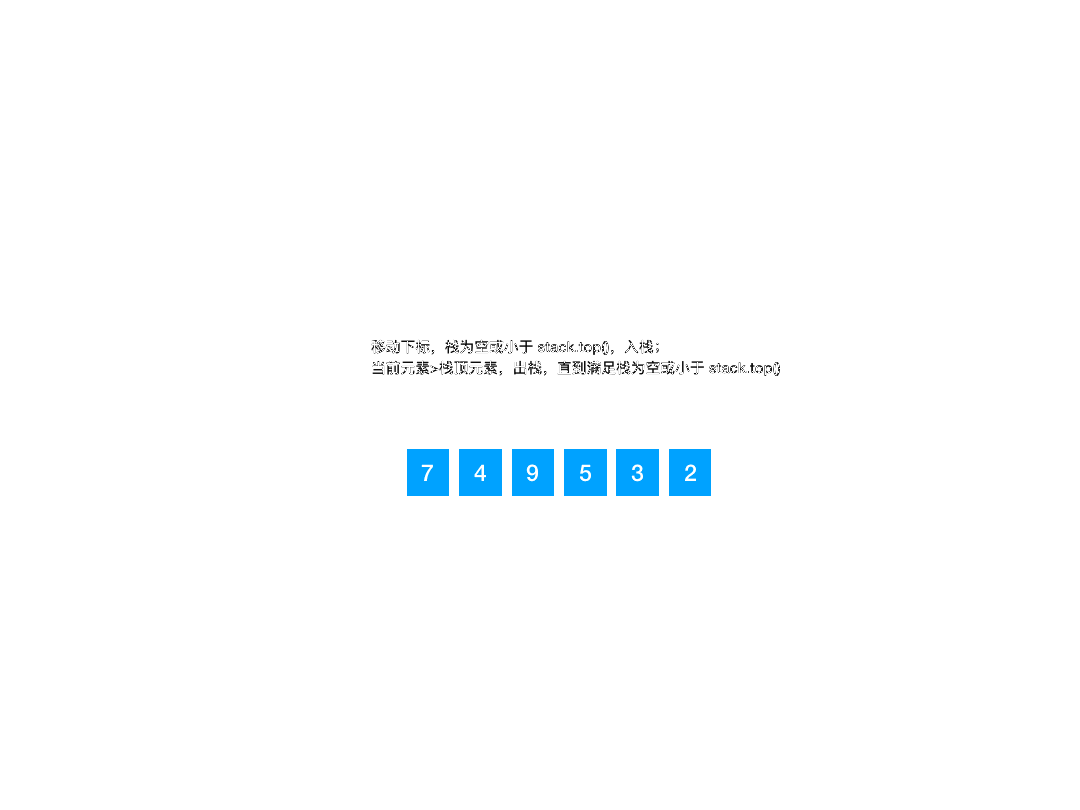 移动下标，栈为空或小于 stack.top()，入栈；
当前元素>栈顶元素，出栈，直到满足栈为空或小于 stack.top()
7 4 9 5 3 2